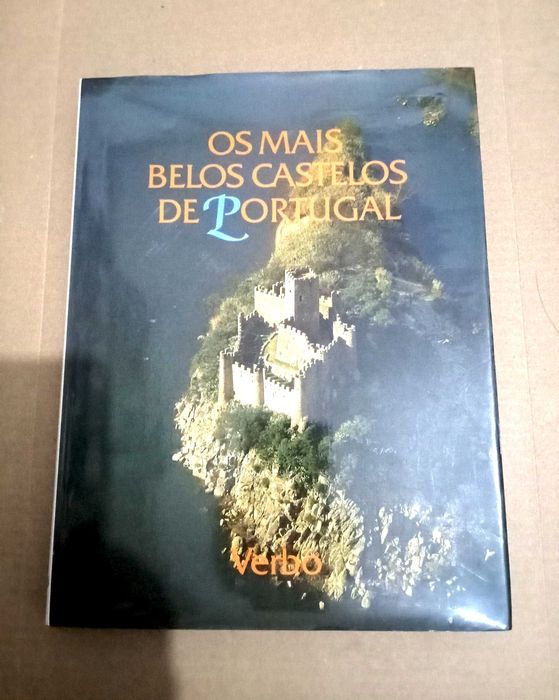 OS MAIS
BELOS CASTELOS
DE PORTUGAL
Verbo